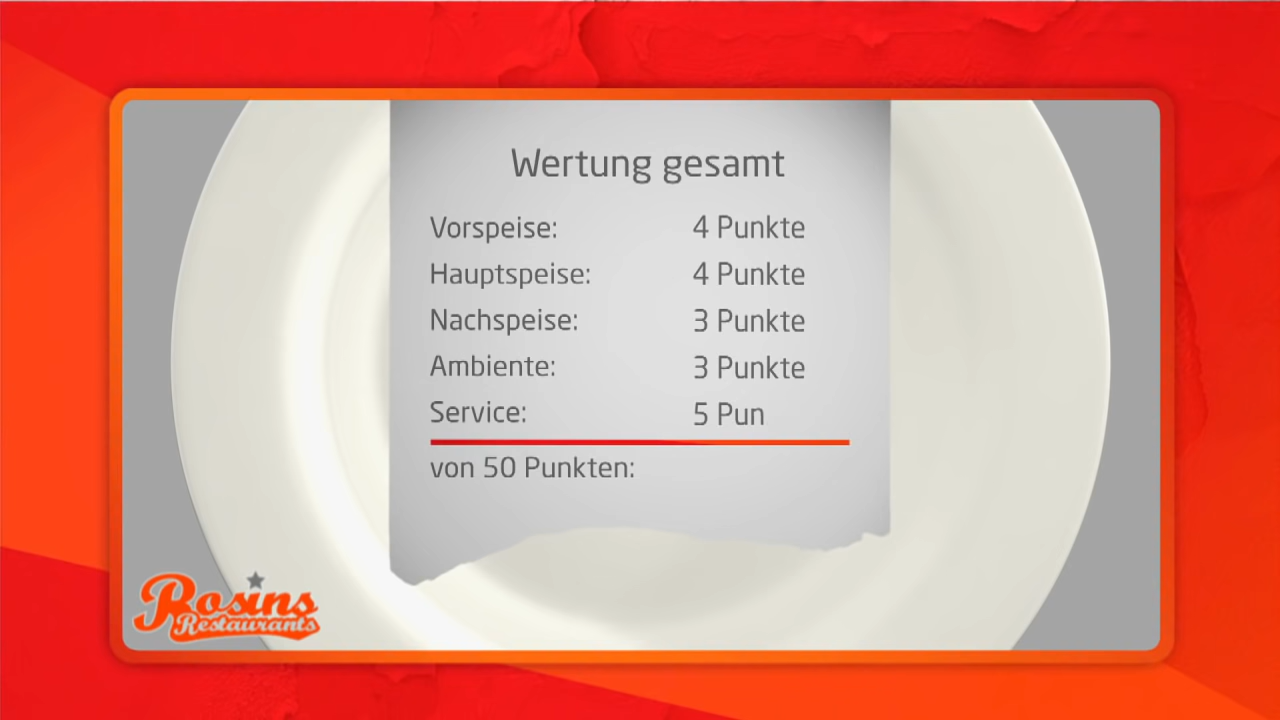 Wertung gesamt
Vorspeise: 4 Punkte
Hauptspeise: 4 Punkte
Nachspeise: 3 Punkte
Ambiente: 3 Punkte
Service: 5 Pun
von 50 Punkten:
Rosins
Restaurants